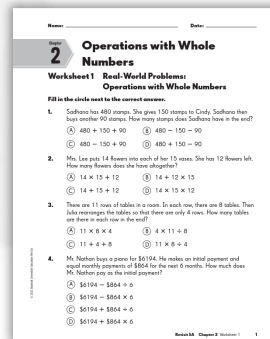 Name: Date:
Chapter
2
Operations with Whole
Numbers
Worksheet 1 Real-World Problems:
Operations with Whole Numbers
Fill in the circle next to the correct answer.
1. Sadhana has 480 stamps. She gives 150 stamps to Cindy. Sadhana then
buys another 90 stamps. How many stamps does Sadhana have in the end?
A 480 + 150 + 90 B 480 − 150 − 90
C 480 − 150 + 90 D 480 + 150 − 90
2. Mrs. Lee puts 14 flowers into each of her 15 vases. She has 12 flowers left.
How many flowers does she have altogether?
A 14 × 15 + 12 B 14 + 12 × 15
C 14 + 15 + 12 D 14 × 15 × 12
3. There are 11 rows of tables in a room. In each row, there are 8 tables. Then
Julia rearranges the tables so that there are only 4 rows. How many tables
are there in each row in the end?
A 11 × 8 × 4 B 11 × 8 − 4
C 11 + 4 + 8 D 11 × 8 ÷ 4
4. Mr. Nathan buys a piano for $6194. He makes an initial payment and
equal monthly payments of $864 for the next 6 months. How much does
Mr. Nathan pay as the initial payment?
A $6194 − $864 ÷ 6
B $6194 − $864 × 6
C $6194 + $864 ÷ 6
D $6194 + $864 × 6
Reteach 5A Chapter 2 Worksheet 1 1